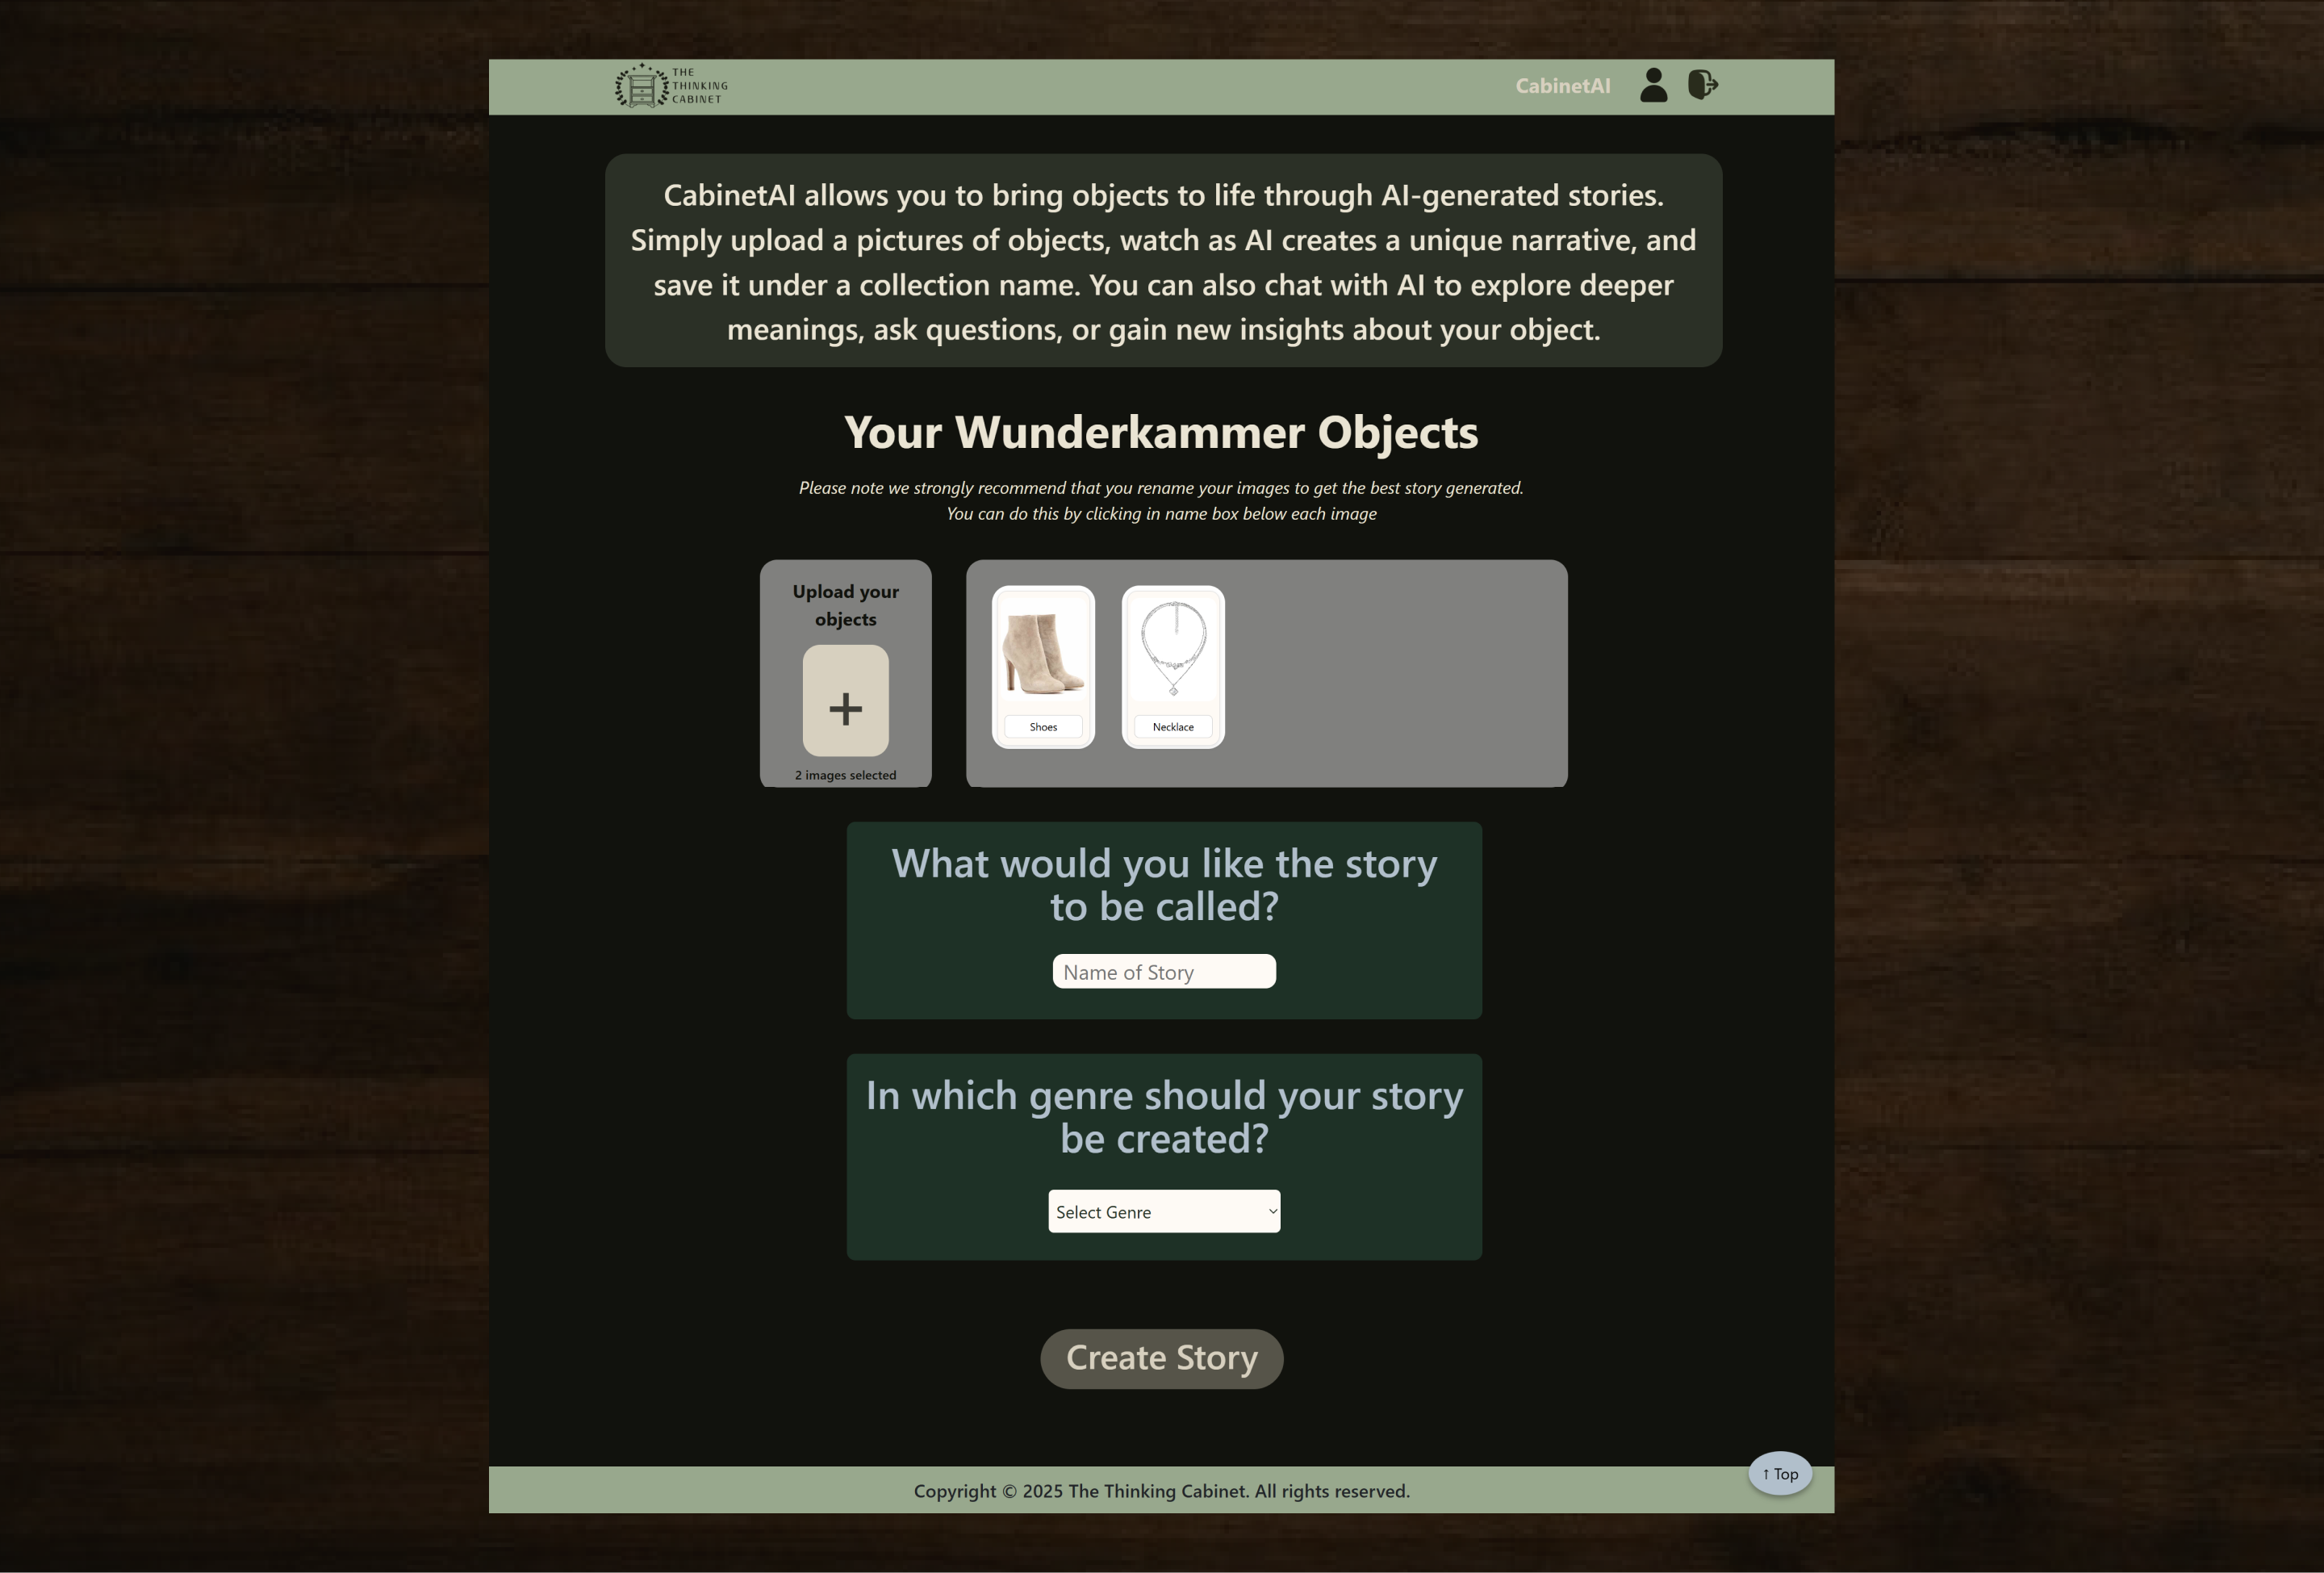 THE
THINKING
CABINET
CabinetAI
CabinetAI allows you to bring objects to life through AI-generated stories.
Simply upload a pictures of objects, watch as AI creates a unique narrative, and
save it under a collection name. You can also chat with AI to explore deeper
meanings, ask questions, or gain new insights about your object.
Your Wunderkammer Objects
Please note we strongly recommend that you rename your images to get the best story generated.
You can do this by clicking in name box below each image
Upload your
objects
+
2 images selected
Shoes
Necklace
What would you like the story
to be called?
Name of Story
In which genre should your story
be created?
Select Genre
Create Story
↑ Top
Copyright © 2025 The Thinking Cabinet. All rights reserved.